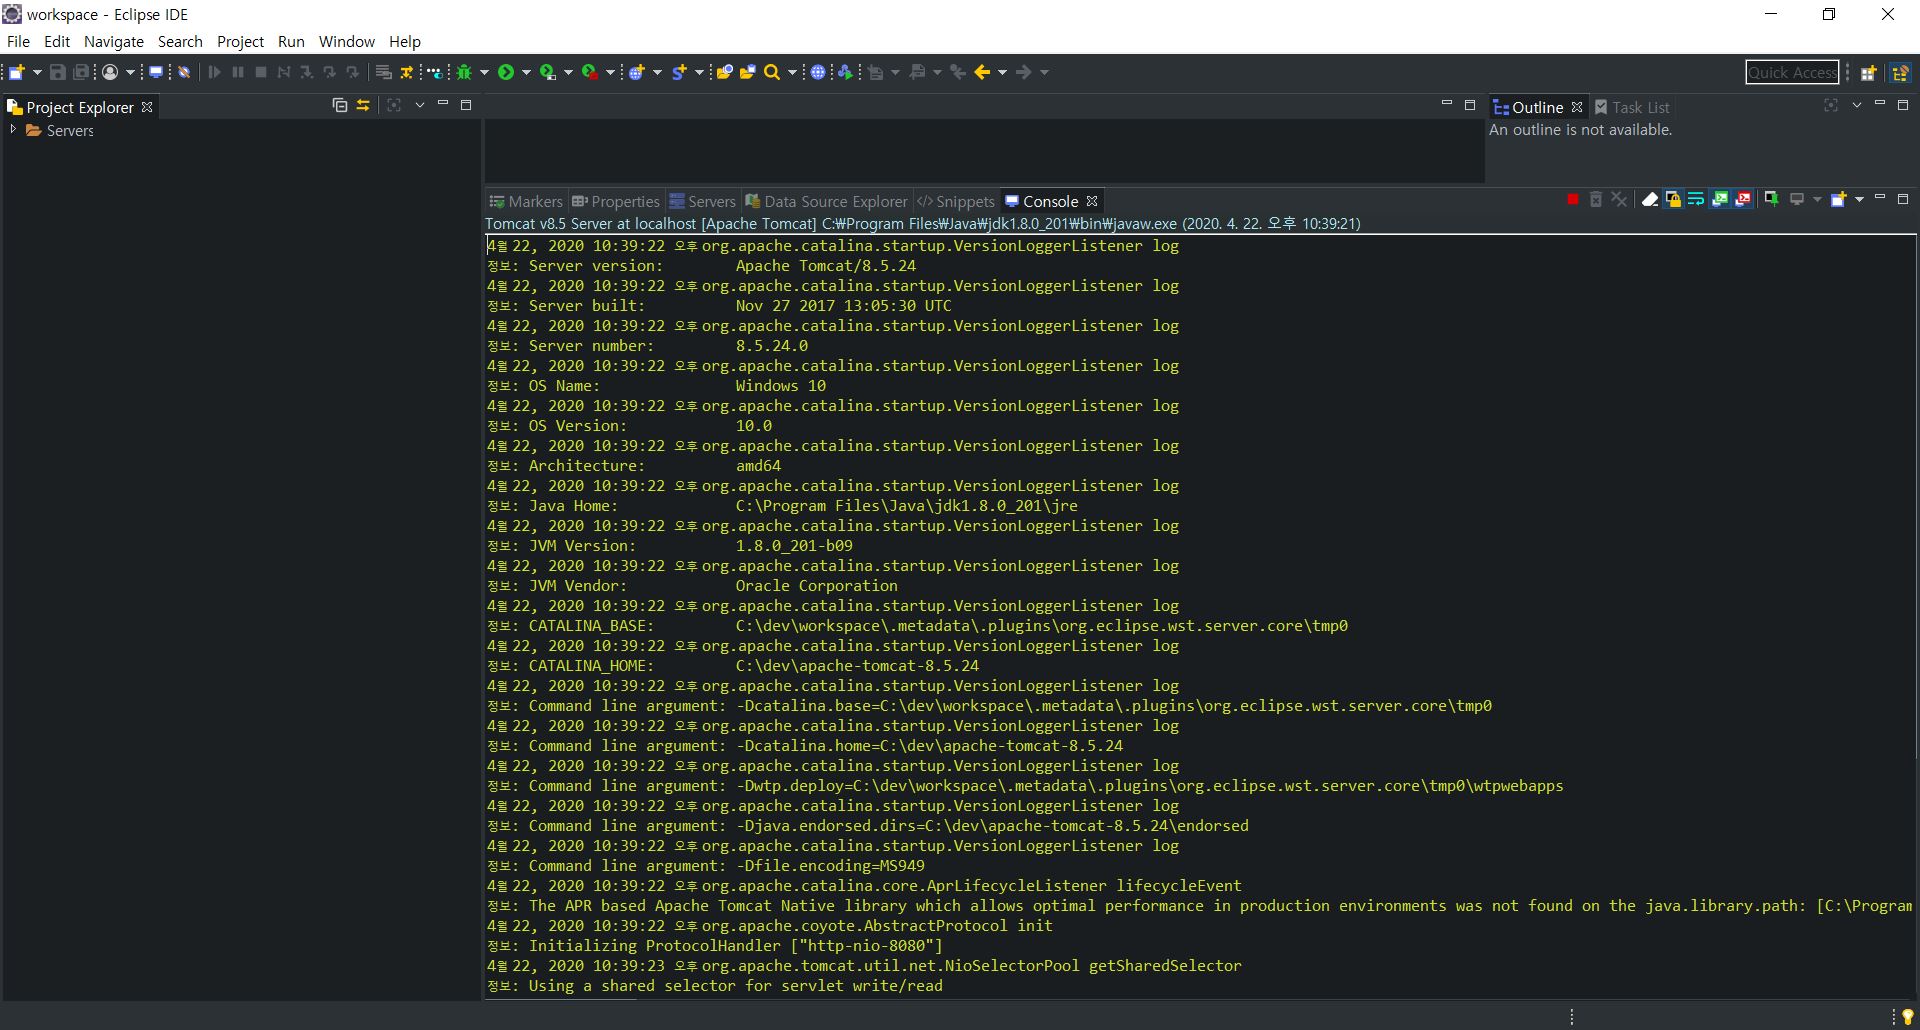 workspace - Eclipse IDE
File Edit Navigate Search Project Run Window Help
Quick Access
Project Explorer
Servers
Outline Task List
An outline is not available.
Markers Properties Servers Data Source Explorer Snippets Console
Tomcat v8.5 Server at localhost [Apache Tomcat] C:₩Program Files₩Java₩jdk1.8.0_201₩bin₩javaw.exe (2020. 4. 22. 오후 10:39:21)
4월 22, 2020 10:39:22 오후 org.apache.catalina.startup.VersionLoggerListener log
정보: Server version:        Apache Tomcat/8.5.24
4월 22, 2020 10:39:22 오후 org.apache.catalina.startup.VersionLoggerListener log
정보: Server built:          Nov 27 2017 13:05:30 UTC
4월 22, 2020 10:39:22 오후 org.apache.catalina.startup.VersionLoggerListener log
정보: Server number:         8.5.24.0
4월 22, 2020 10:39:22 오후 org.apache.catalina.startup.VersionLoggerListener log
정보: OS Name:               Windows 10
4월 22, 2020 10:39:22 오후 org.apache.catalina.startup.VersionLoggerListener log
정보: OS Version:            10.0
4월 22, 2020 10:39:22 오후 org.apache.catalina.startup.VersionLoggerListener log
정보: Architecture:          amd64
4월 22, 2020 10:39:22 오후 org.apache.catalina.startup.VersionLoggerListener log
정보: Java Home:             C:\Program Files\Java\jdk1.8.0_201\jre
4월 22, 2020 10:39:22 오후 org.apache.catalina.startup.VersionLoggerListener log
정보: JVM Version:           1.8.0_201-b09
4월 22, 2020 10:39:22 오후 org.apache.catalina.startup.VersionLoggerListener log
정보: JVM Vendor:            Oracle Corporation
4월 22, 2020 10:39:22 오후 org.apache.catalina.startup.VersionLoggerListener log
정보: CATALINA_BASE:         C:\dev\workspace\.metadata\.plugins\org.eclipse.wst.server.core\tmp0
4월 22, 2020 10:39:22 오후 org.apache.catalina.startup.VersionLoggerListener log
정보: CATALINA_HOME:         C:\dev\apache-tomcat-8.5.24
4월 22, 2020 10:39:22 오후 org.apache.catalina.startup.VersionLoggerListener log
정보: Command line argument: -Dcatalina.base=C:\dev\workspace\.metadata\.plugins\org.eclipse.wst.server.core\tmp0
4월 22, 2020 10:39:22 오후 org.apache.catalina.startup.VersionLoggerListener log
정보: Command line argument: -Dcatalina.home=C:\dev\apache-tomcat-8.5.24
4월 22, 2020 10:39:22 오후 org.apache.catalina.startup.VersionLoggerListener log
정보: Command line argument: -Dwtp.deploy=C:\dev\workspace\.metadata\.plugins\org.eclipse.wst.server.core\tmp0\wtpwebapps
4월 22, 2020 10:39:22 오후 org.apache.catalina.startup.VersionLoggerListener log
정보: Command line argument: -Djava.endorsed.dirs=C:\dev\apache-tomcat-8.5.24\endorsed
4월 22, 2020 10:39:22 오후 org.apache.catalina.startup.VersionLoggerListener log
정보: Command line argument: -Dfile.encoding=MS949
4월 22, 2020 10:39:22 오후 org.apache.catalina.core.AprLifecycleListener lifecycleEvent
정보: The APR based Apache Tomcat Native library which allows optimal performance in production environments was not found on the java.library.path: [C:\Program
4월 22, 2020 10:39:22 오후 org.apache.coyote.AbstractProtocol init
정보: Initializing ProtocolHandler ["http-nio-8080"]
4월 22, 2020 10:39:23 오후 org.apache.tomcat.util.net.NioSelectorPool getSharedSelector
정보: Using a shared selector for servlet write/read